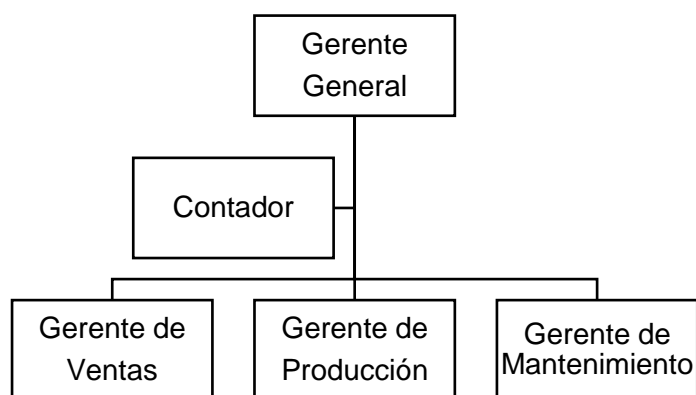 Gerente
General
Contador
Gerente de
Ventas
Gerente de
Producción
Gerente de
Mantenimiento